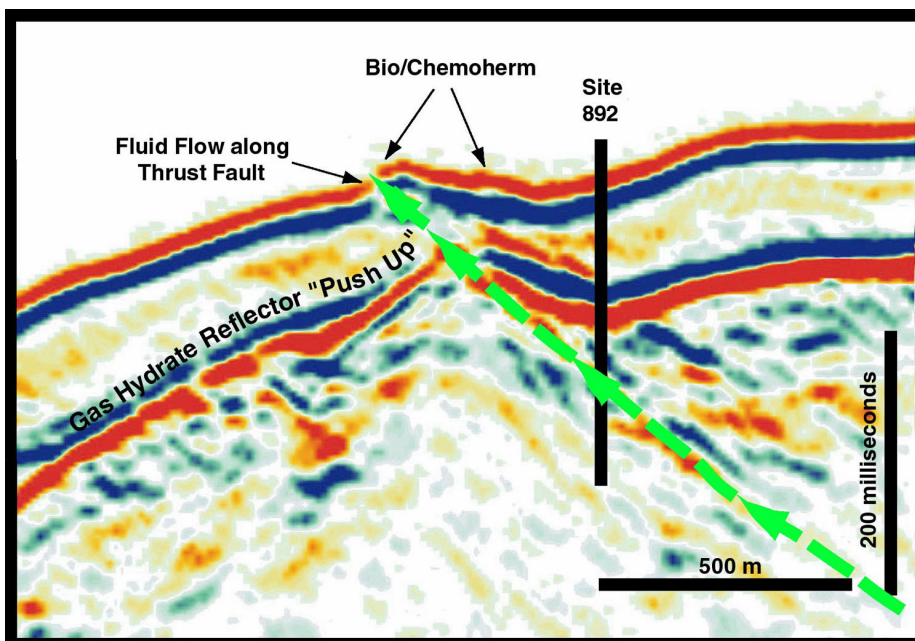 Bio/Chemoherm
Site
892
Fluid Flow along
Thrust Fault
Gas Hydrate Reflector "Push Up"
200 milliseconds
500 m